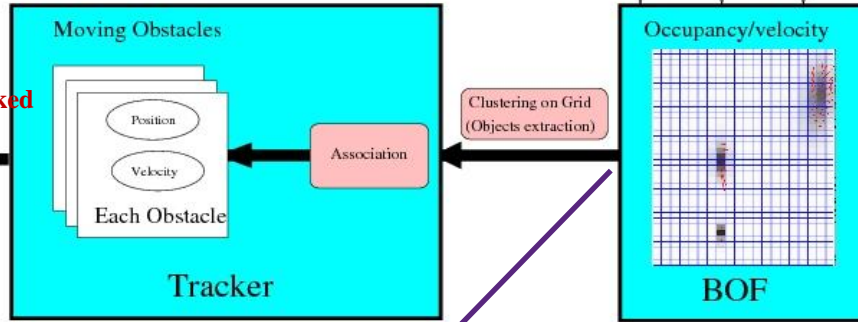 Moving Obstacles
Position
Velocity
Each Obstacle
Association
Tracker
Clustering on Grid
(Objects extraction)
Occupancy/velocity
BOF